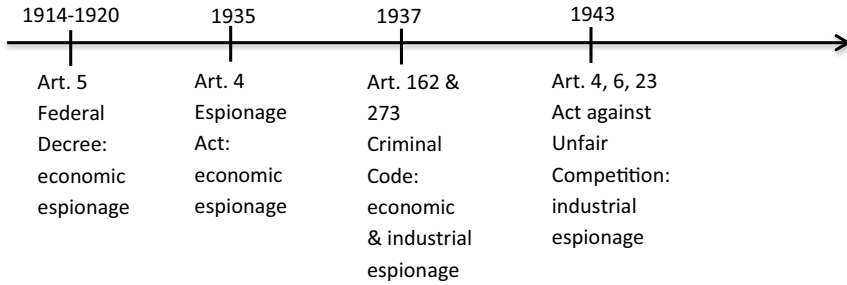 1914-1920
1935
1937
1943
Art. 5
Federal
Decree:
economic
espionage
Art. 4
Espionage
Act:
economic
espionage
Art. 162 &
273
Criminal
Code:
economic
& industrial
espionage
Art. 4, 6, 23
Act against
Unfair
Competition:
industrial
espionage